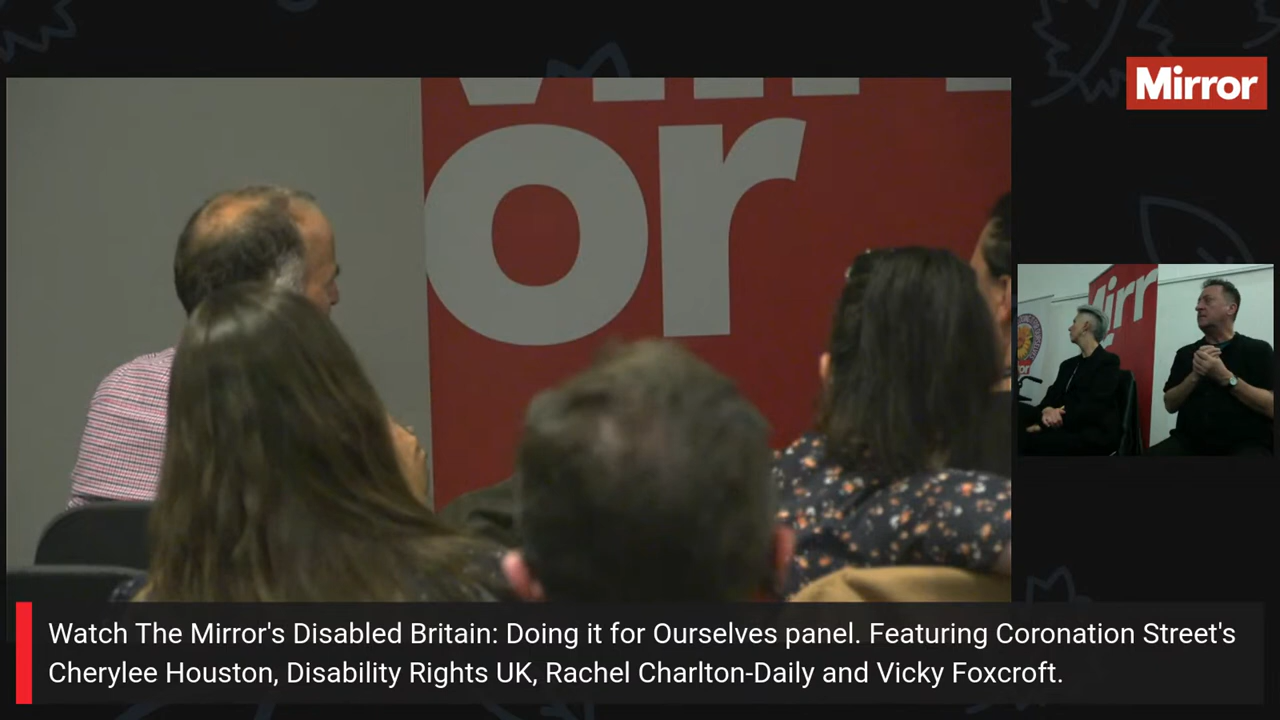 Mirror
or
Mirr
Watch The Mirror's Disabled Britain: Doing it for Ourselves panel. Featuring Coronation Street's
Cherylee Houston, Disability Rights UK, Rachel Charlton-Daily and Vicky Foxcroft.